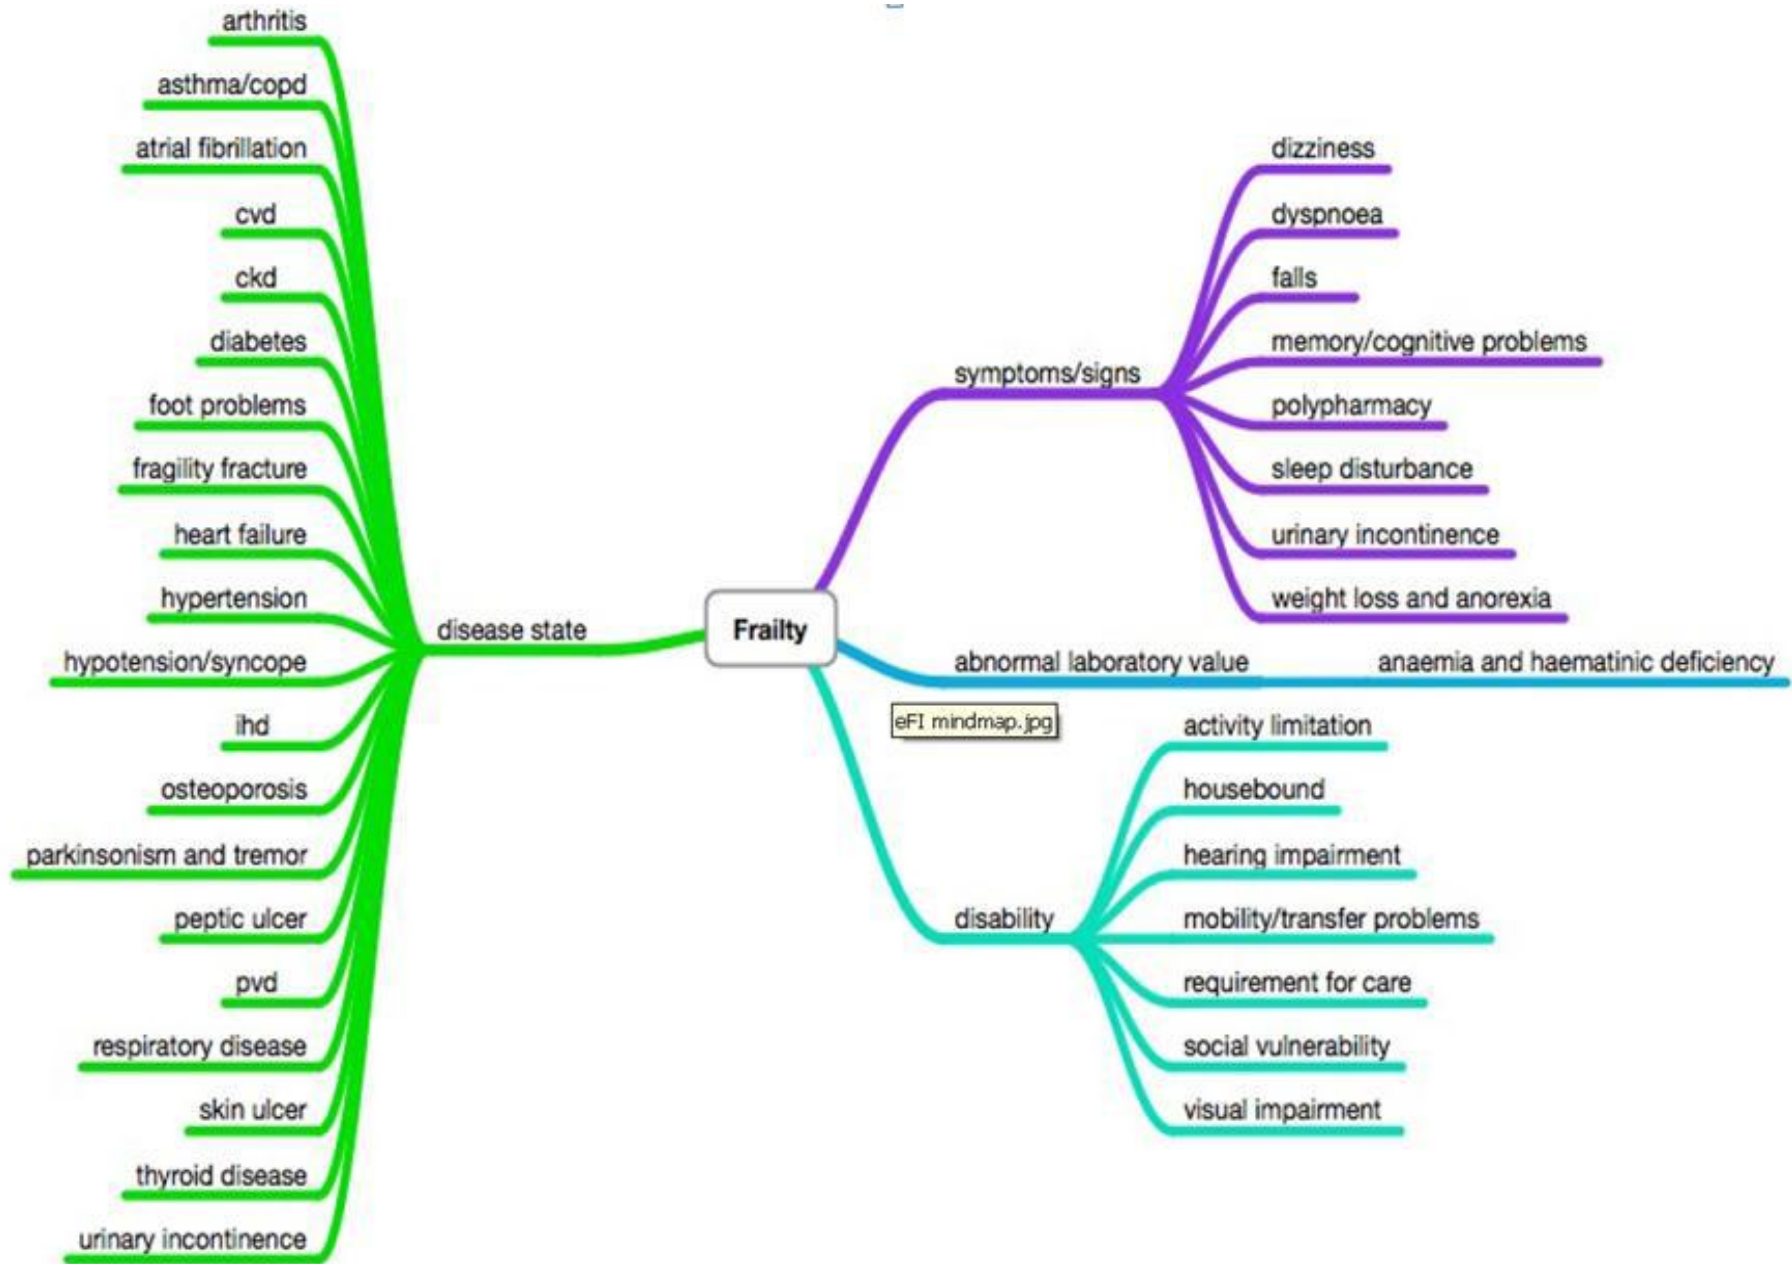 arthritis
asthma/copd
atrial fibrillation
cvd
ckd
diabetes
foot problems
fragility fracture
heart failure
hypertension
hypotension/syncope
ihd
osteoporosis
parkinsonism and tremor
peptic ulcer
pvd
respiratory disease
skin ulcer
thyroid disease
urinary incontinence
disease state
Frailty
symptoms/signs
dizziness
dyspnoea
falls
memory/cognitive problems
polypharmacy
sleep disturbance
urinary incontinence
weight loss and anorexia
abnormal laboratory value
anaemia and haematinic deficiency
eFI mindmap.jpg
disability
activity limitation
housebound
hearing impairment
mobility/transfer problems
requirement for care
social vulnerability
visual impairment